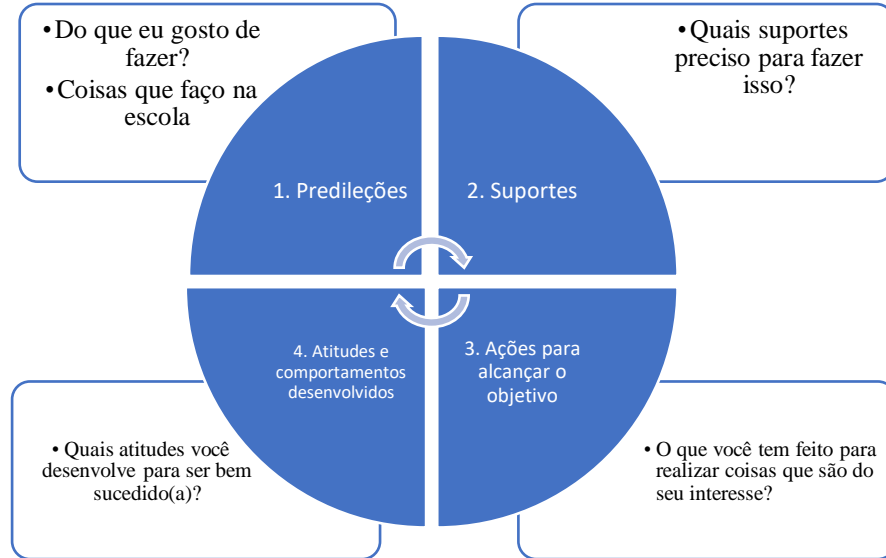 •Do que eu gosto de
fazer?
•Coisas que faço na
escola
•Quais suportes
preciso para fazer
isso?
1. Predileções
2. Suportes
4. Atitudes e
comportamentos
desenvolvidos
3. Ações para
alcançar o
objetivo
• Quais atitudes você
desenvolve para ser bem
sucedido(a)?
• O que você tem feito para
realizar coisas que são do
seu interesse?